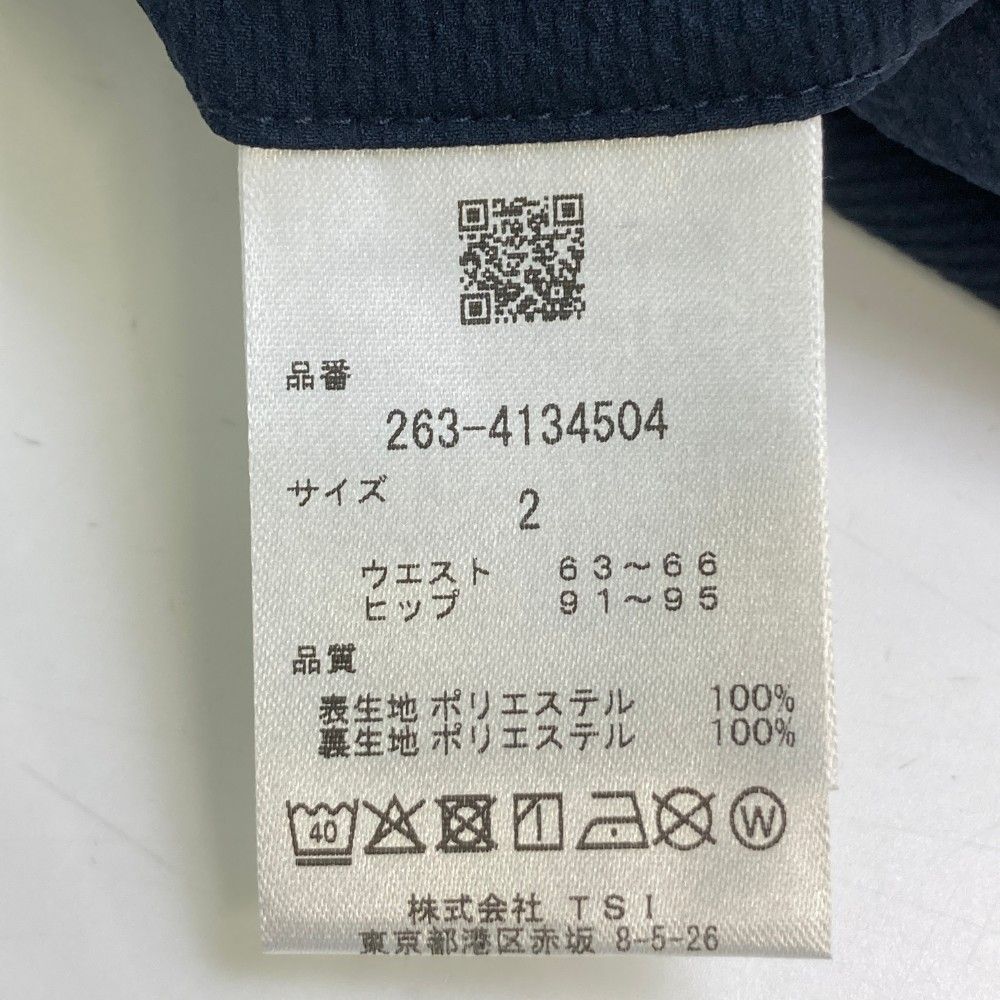 品番
263-4134504
サイズ 2
ウエスト 63～66
ヒップ 91～95
品質
表生地 ポリエステル 100%
裏生地 ポリエステル 100%
40 W
株式会社 TSI
東京都港区赤坂 8-5-26